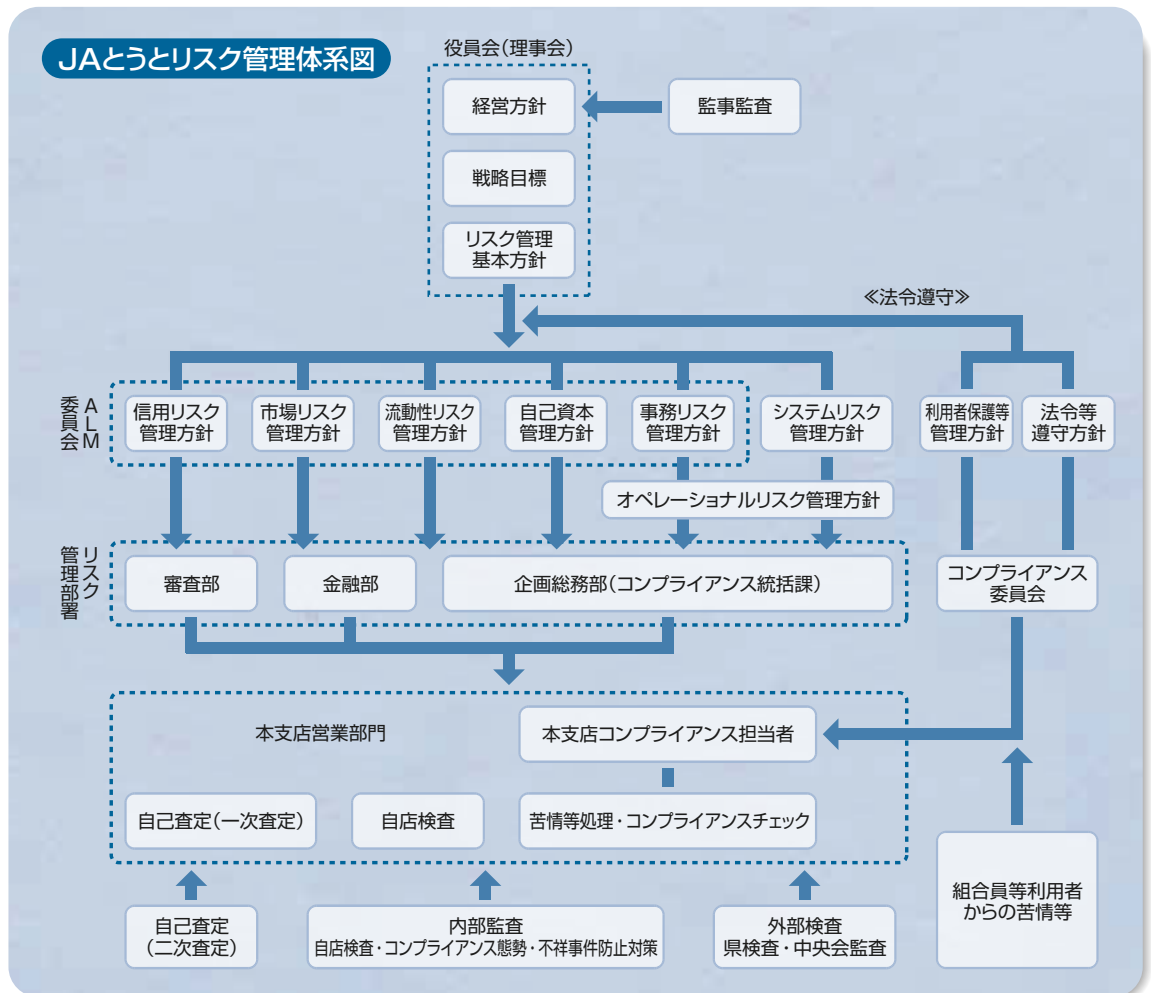 JAとうとリスク管理体系図
役員会（理事会）
経営方針
監事監査
戦略目標
リスク管理
基本方針
≪法令遵守≫
ALM
委員会
信用リスク
管理方針
市場リスク
管理方針
流動性リスク
管理方針
自己資本
管理方針
事務リスク
管理方針
システムリスク
管理方針
利用者保護等
管理方針
法令等
遵守方針
オペレーショナルリスク管理方針
リスク
管理部署
審査部
金融部
企画総務部（コンプライアンス統括課）
コンプライアンス
委員会
本支店営業部門
本支店コンプライアンス担当者
自己査定（一次査定）
自店検査
苦情等処理・コンプライアンスチェック
自己査定
（二次査定）
内部監査
自店検査・コンプライアンス態勢・不祥事件防止対策
外部検査
県検査・中央会監査
組合員等利用者
からの苦情等